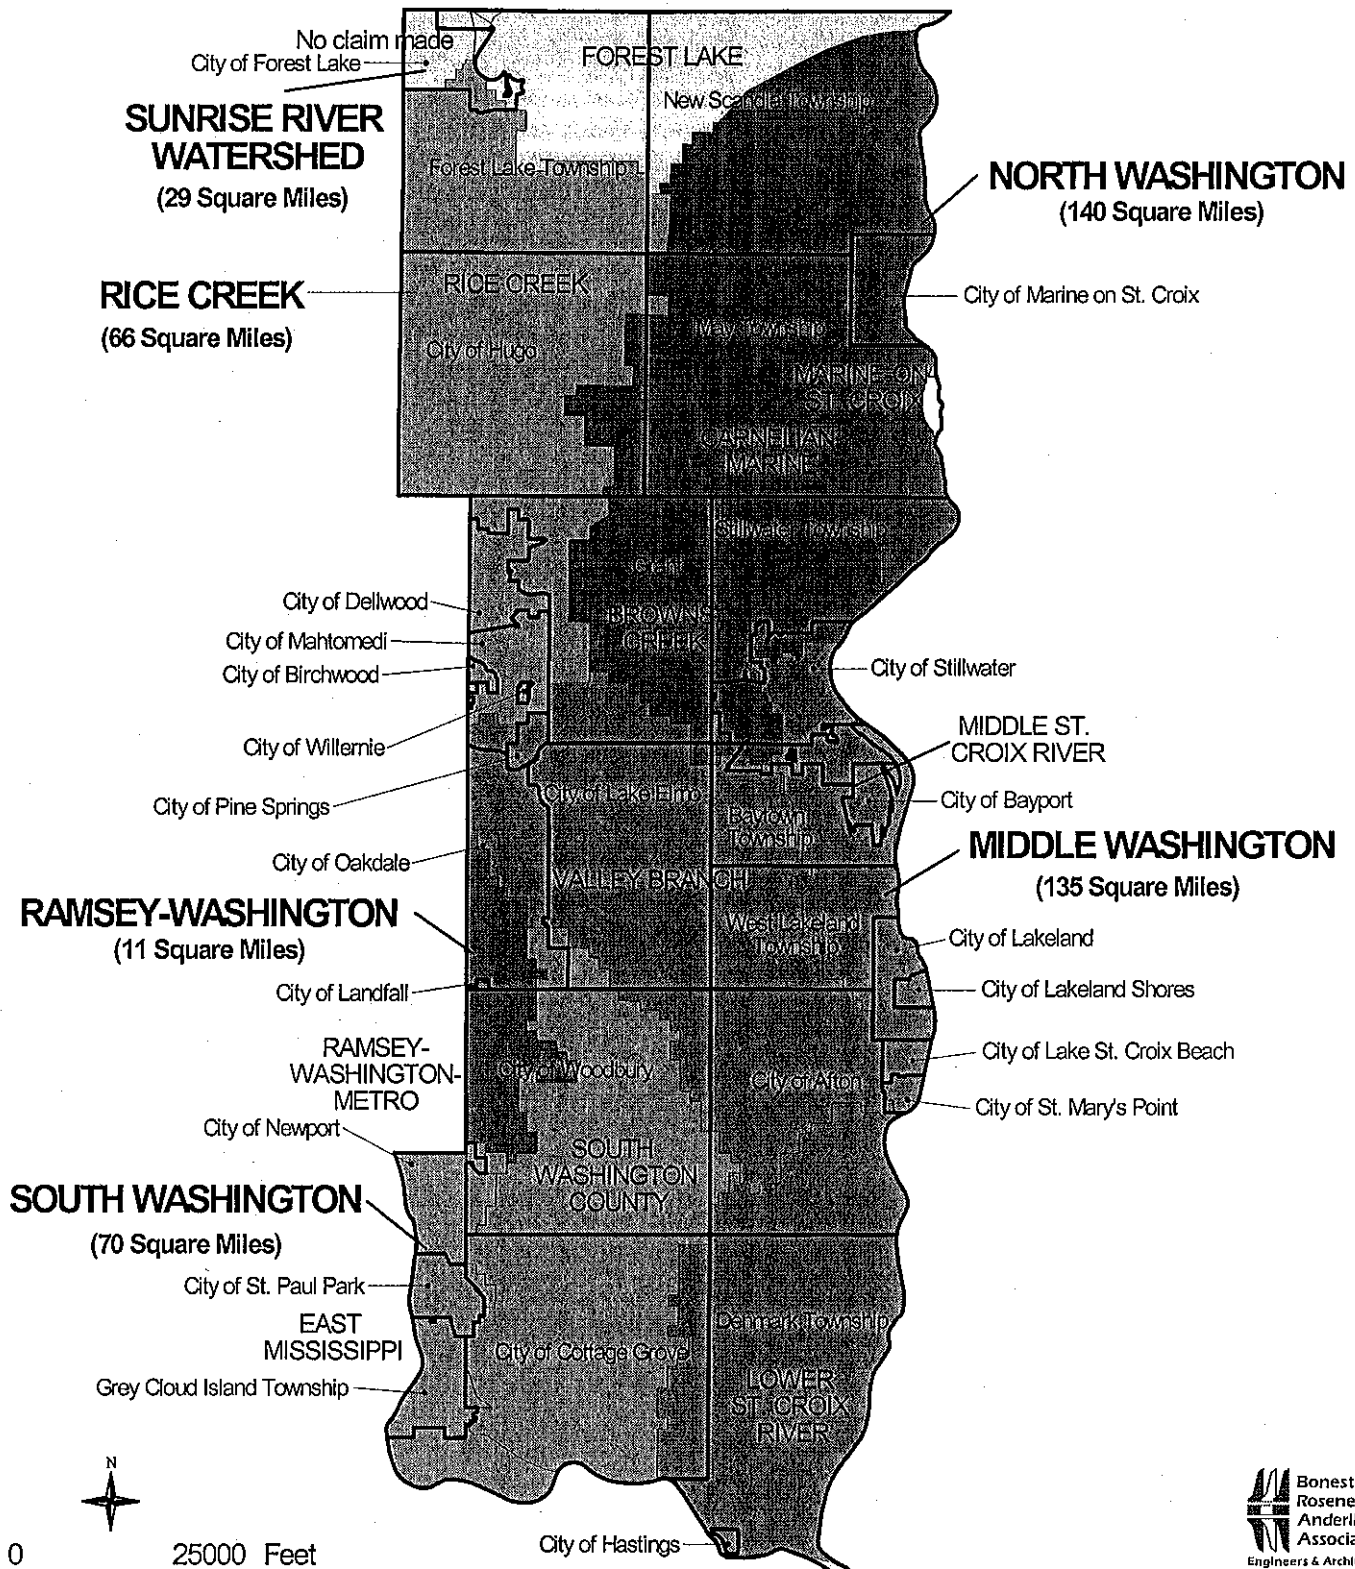 No claim made
City of Forest Lake
FOREST LAKE
New Scandia Township
SUNRISE RIVER
WATERSHED
(29 Square Miles)
Forest Lake Township
NORTH WASHINGTON
(140 Square Miles)
RICE CREEK
(66 Square Miles)
RICE CREEK
City of Marine on St. Croix
May Township
City of Hugo
MARINE-ON-
ST. CROIX
CARNELIAN
MARINE
Stillwater Township
Grant
City of Dellwood
BROWNS
CREEK
City of Mahtomedi
City of Birchwood
City of Stillwater
City of Willernie
MIDDLE ST.
CROIX RIVER
City of Pine Springs
City of Lake Elmo
City of Bayport
Baytown
Township
City of Oakdale
MIDDLE WASHINGTON
(135 Square Miles)
VALLEY BRANCH
RAMSEY-WASHINGTON
(11 Square Miles)
West Lakeland
Township
City of Lakeland
City of Landfall
City of Lakeland Shores
RAMSEY-
WASHINGTON-
METRO
City of Woodbury
City of Afton
City of Lake St. Croix Beach
City of St. Mary's Point
City of Newport
SOUTH
WASHINGTON
COUNTY
SOUTH WASHINGTON
(70 Square Miles)
City of St. Paul Park
EAST
MISSISSIPPI
Denmark Township
City of Cottage Grove
Grey Cloud Island Township
LOWER
ST. CROIX
RIVER
N
0 25000 Feet
City of Hastings
Bonest
Rosene
Anderl
Associa
Engineers & Archi